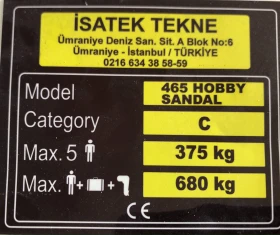 İSATEK TEKNE
Ümraniye Deniz San. Sit. A Blok No:6
Ümraniye - İstanbul / TÜRKİYE
0216 634 38 58-59
Model 465 HOBBY
SANDAL
Category C
Max. 5 375 kg
Max. + + 680 kg
CE